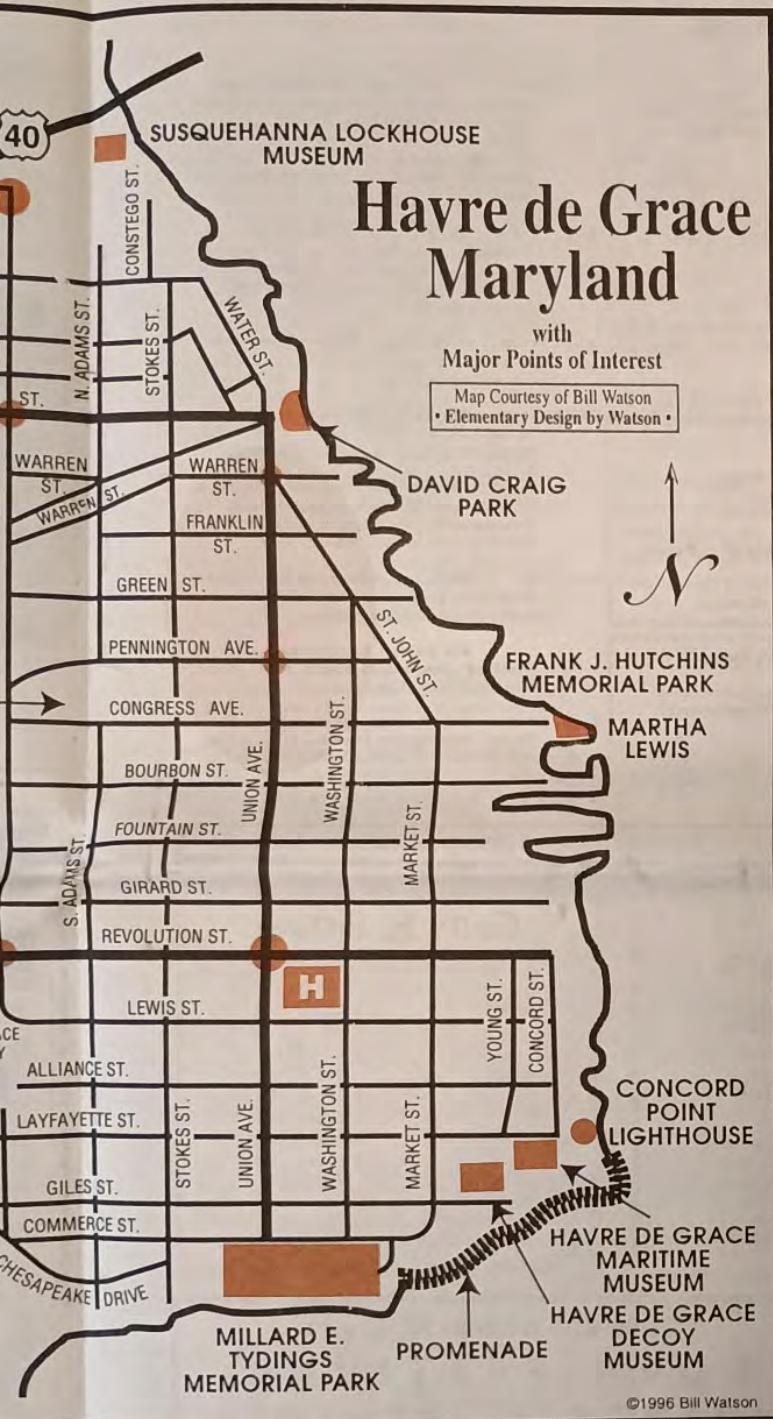 40
SUSQUEHANNA LOCKHOUSE
MUSEUM
Havre de Grace
Maryland
with
Major Points of Interest
Map Courtesy of Bill Watson
• Elementary Design by Watson •
CONSTEGO ST.
N. ADAMS ST.
STOKES ST.
WATER ST.
ST.
WARREN
ST.
WARREN ST.
WARREN
ST.
DAVID CRAIG
PARK
FRANKLIN
ST.
N
GREEN ST.
ST. JOHN ST.
PENNINGTON AVE.
FRANK J. HUTCHINS
MEMORIAL PARK
CONGRESS AVE.
MARTHA
LEWIS
UNION AVE.
WASHINGTON ST.
BOURBON ST.
MARKET ST.
FOUNTAIN ST.
S. ADAMS ST.
GIRARD ST.
REVOLUTION ST.
H
YOUNG ST.
CONCORD ST.
LEWIS ST.
ALLIANCE ST.
CONCORD
POINT
LIGHTHOUSE
LAYFAYETTE ST.
STOKES ST.
UNION AVE.
WASHINGTON ST.
MARKET ST.
GILES ST.
COMMERCE ST.
CHESAPEAKE DRIVE
HAVRE DE GRACE
MARITIME
MUSEUM
HAVRE DE GRACE
DECOY
MUSEUM
MILLARD E.
TYDINGS
MEMORIAL PARK
PROMENADE
©1996 Bill Watson